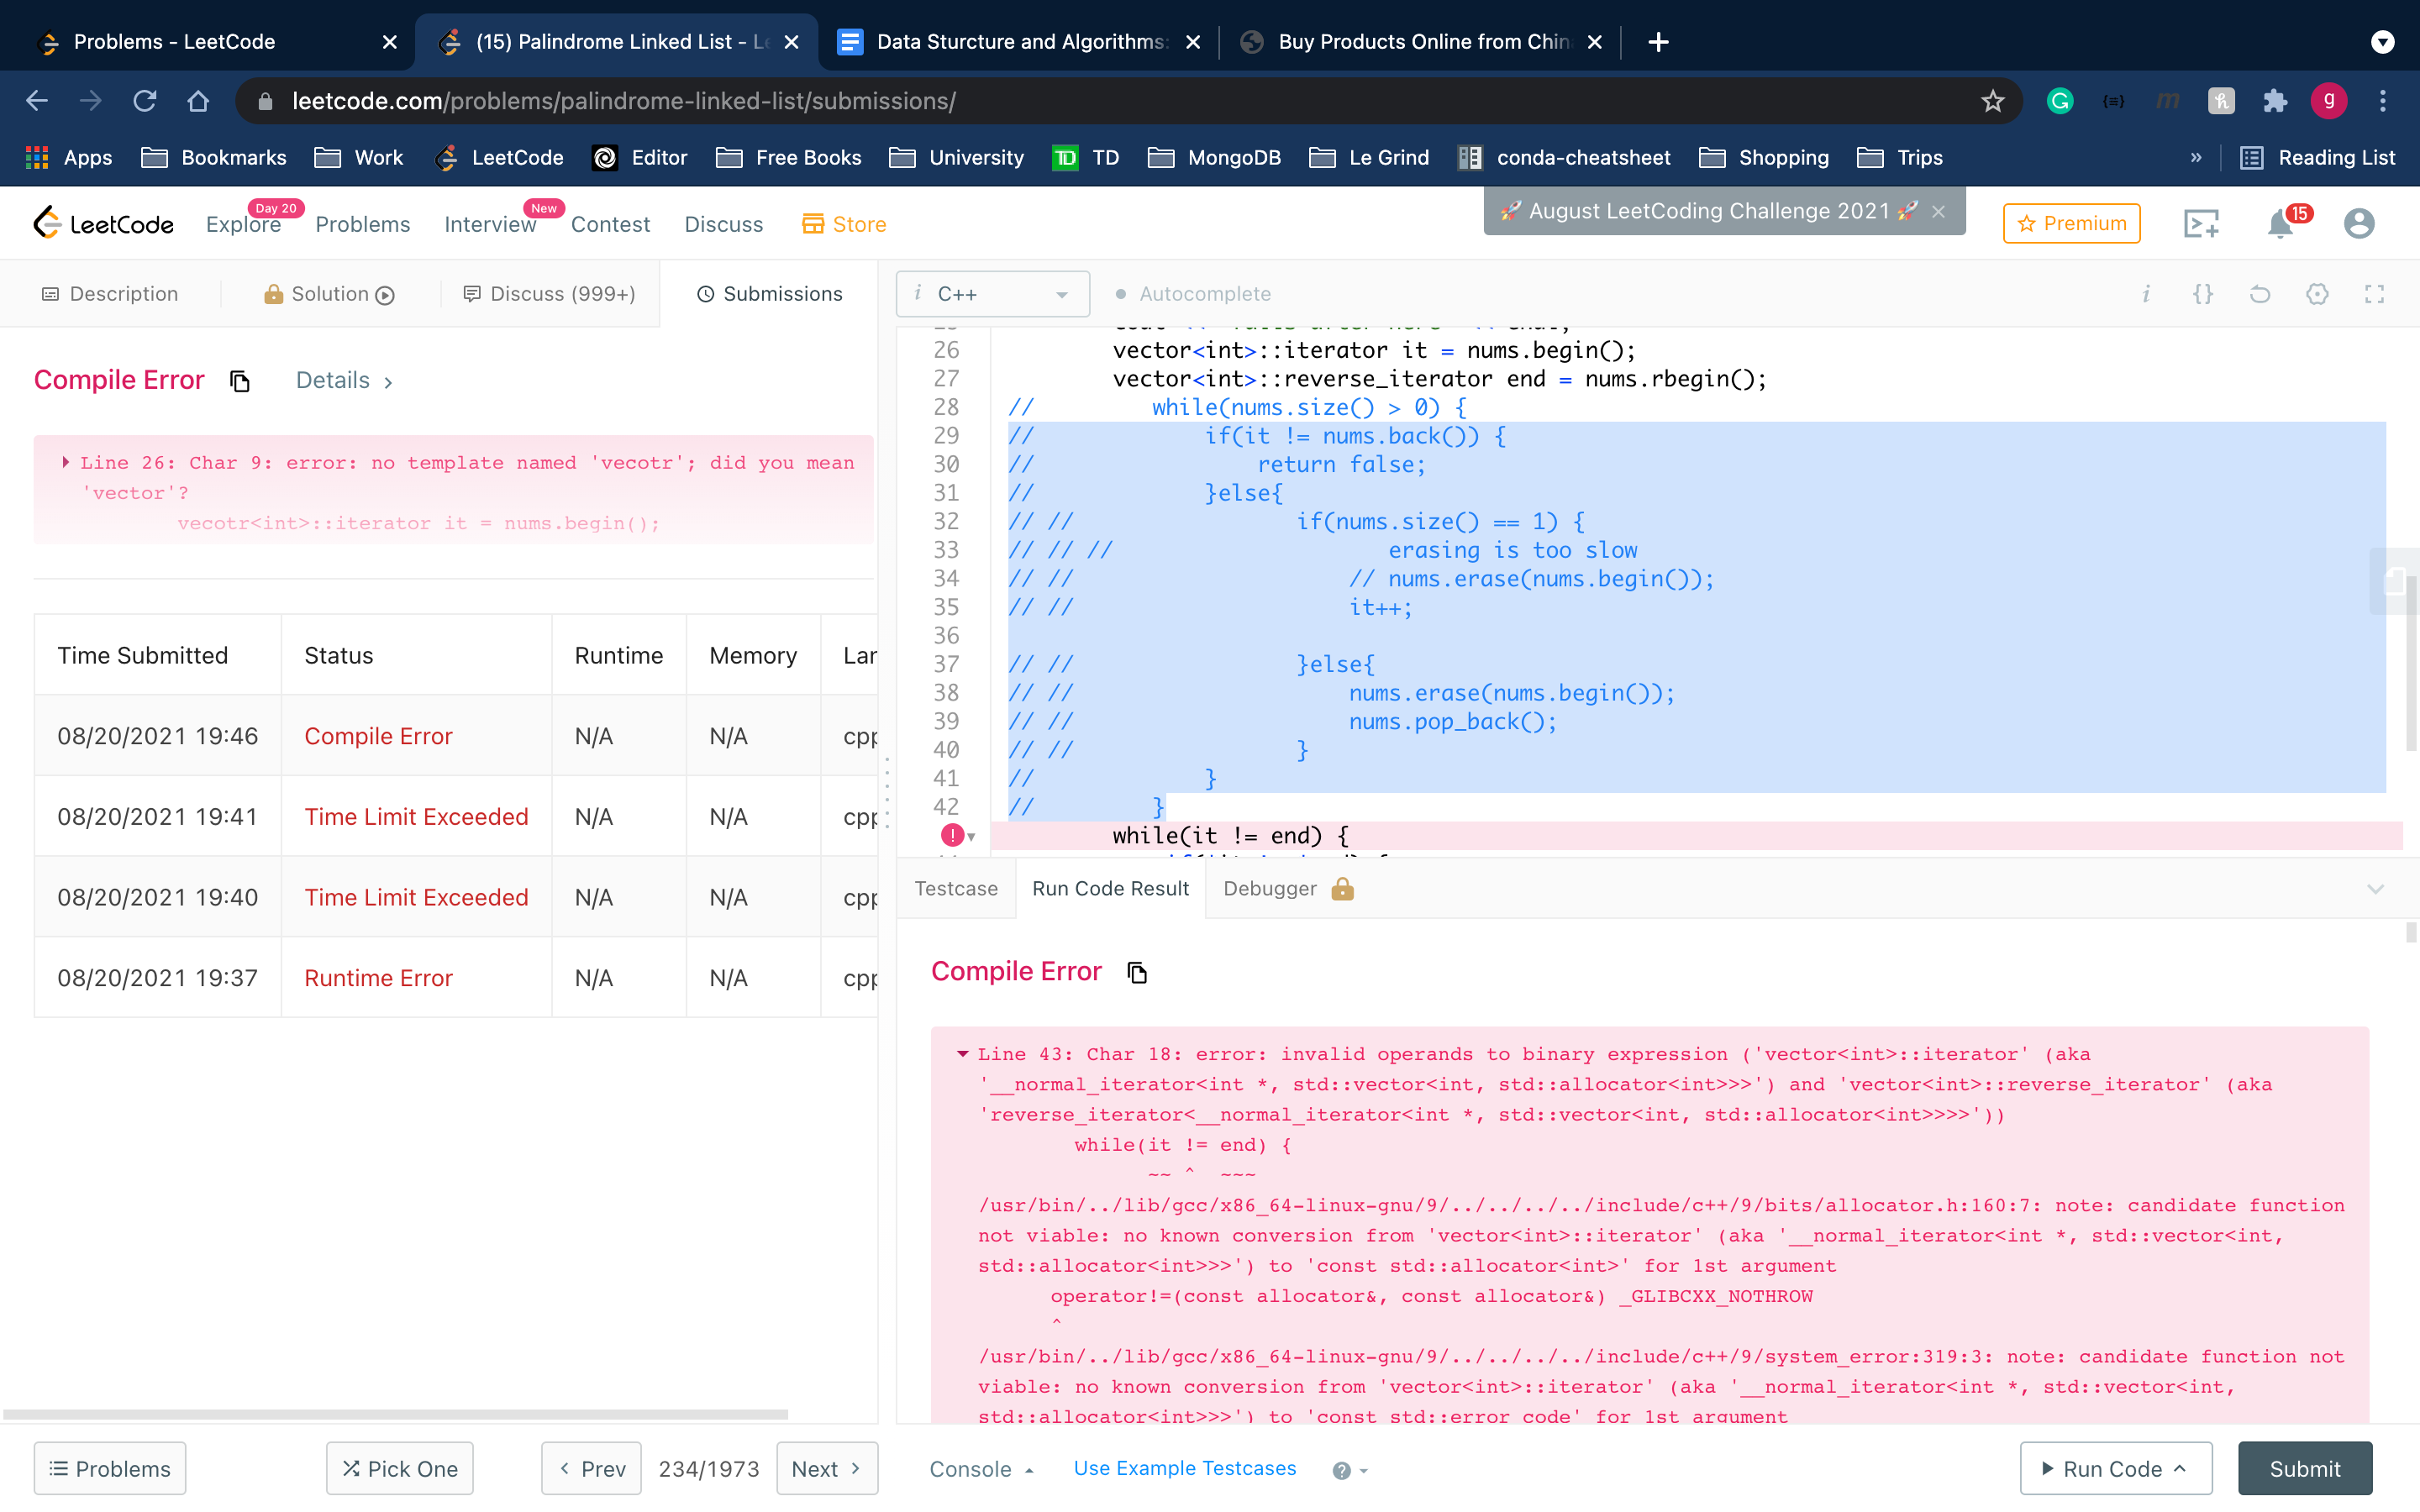 Problems - LeetCode
(15) Palindrome Linked List - Le
Data Sturcture and Algorithms:
Buy Products Online from Chin
leetcode.com/problems/palindrome-linked-list/submissions/
g
Apps Bookmarks Work LeetCode Editor Free Books University TD TD MongoDB Le Grind conda-cheatsheet Shopping Trips » Reading List
LeetCode Explore Day 20 Problems Interview New Contest Discuss Store
🚀 August LeetCoding Challenge 2021 🚀 ×
Premium
15
Description Solution Discuss (999+) Submissions
i C++ Autocomplete
Compile Error Details >
Line 26: Char 9: error: no template named 'vecotr'; did you mean
'vector'?
vecotr<int>::iterator it = nums.begin();
Time Submitted Status Runtime Memory Lar
08/20/2021 19:46 Compile Error N/A N/A cpp
08/20/2021 19:41 Time Limit Exceeded N/A N/A cpp
08/20/2021 19:40 Time Limit Exceeded N/A N/A cpp
08/20/2021 19:37 Runtime Error N/A N/A cpp
26 vector<int>::iterator it = nums.begin();
27 vector<int>::reverse_iterator end = nums.rbegin();
28 // while(nums.size() > 0) {
29 // if(it != nums.back()) {
30 // return false;
31 // }else{
32 // // if(nums.size() == 1) {
33 // // // erasing is too slow
34 // // // nums.erase(nums.begin());
35 // // it++;
36
37 // // }else{
38 // // nums.erase(nums.begin());
39 // // nums.pop_back();
40 // // }
41 // }
42 // }
while(it != end) {
Testcase Run Code Result Debugger
Compile Error
Line 43: Char 18: error: invalid operands to binary expression ('vector<int>::iterator' (aka
'__normal_iterator<int *, std::vector<int, std::allocator<int>>>') and 'vector<int>::reverse_iterator' (aka
'reverse_iterator<__normal_iterator<int *, std::vector<int, std::allocator<int>>>>'))
while(it != end) {
~~ ^ ~~~
/usr/bin/../lib/gcc/x86_64-linux-gnu/9/../../../../include/c++/9/bits/allocator.h:160:7: note: candidate function
not viable: no known conversion from 'vector<int>::iterator' (aka '__normal_iterator<int *, std::vector<int,
std::allocator<int>>>') to 'const std::allocator<int>' for 1st argument
operator!=(const allocator&, const allocator&) _GLIBCXX_NOTHROW
^
/usr/bin/../lib/gcc/x86_64-linux-gnu/9/../../../../include/c++/9/system_error:319:3: note: candidate function not
viable: no known conversion from 'vector<int>::iterator' (aka '__normal_iterator<int *, std::vector<int,
std::allocator<int>>>') to 'const std::error_code' for 1st argument
Problems Pick One < Prev 234/1973 Next >
Console Use Example Testcases ?
Run Code Submit